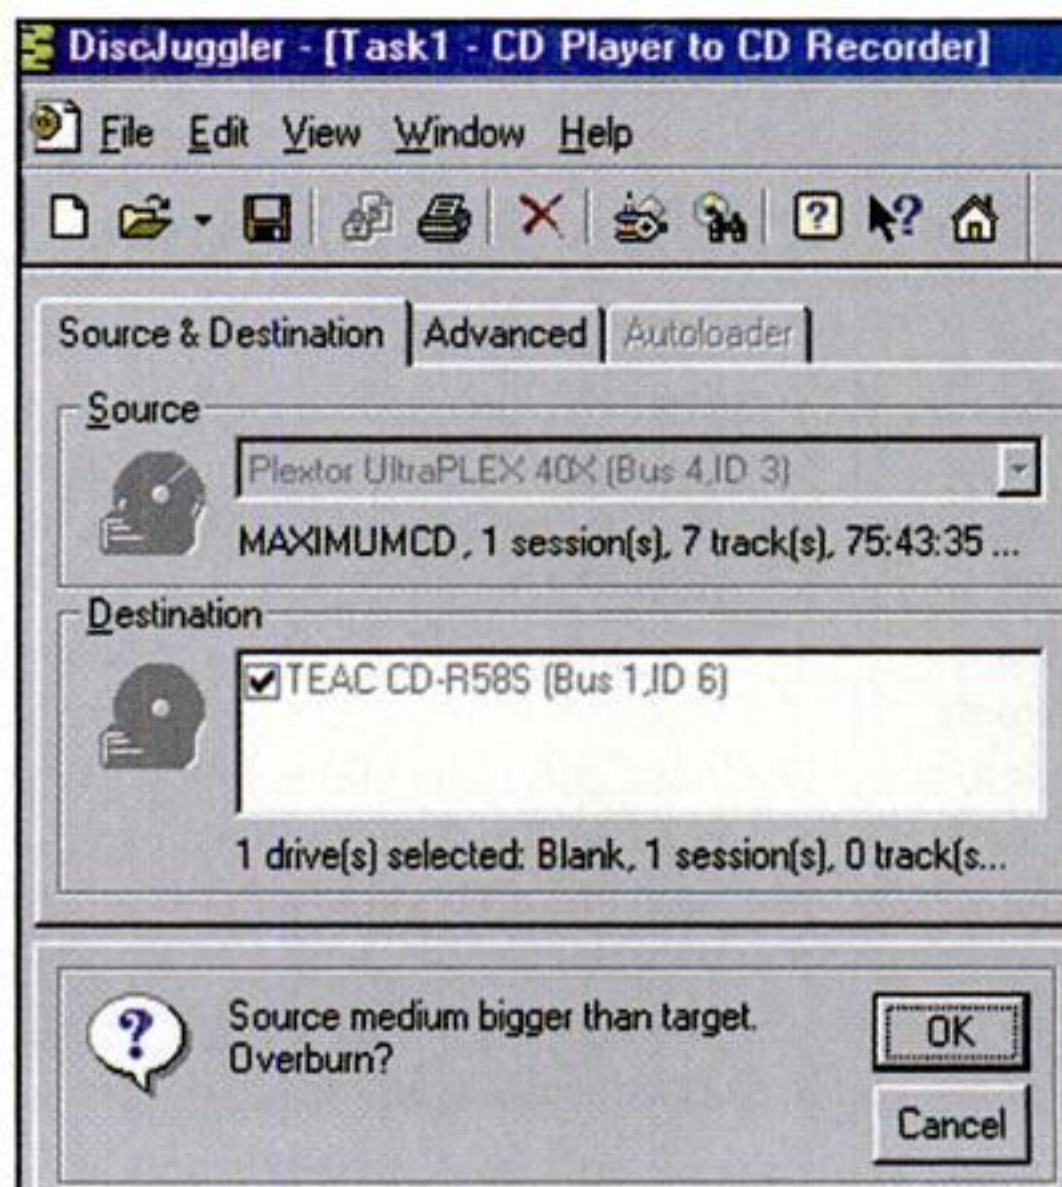 DiscJuggler - [Task1 - CD Player to CD Recorder]
File Edit View Window Help
Source & Destination Advanced Autoloader
Source
Plextor UltraPLEX 40X (Bus 4,ID 3)
MAXIMUMCD, 1 session(s), 7 track(s), 75:43:35 ...
Destination
TEAC CD-R58S (Bus 1,ID 6)
1 drive(s) selected: Blank, 1 session(s), 0 track(s...
Source medium bigger than target.
Overburn?
OK
Cancel